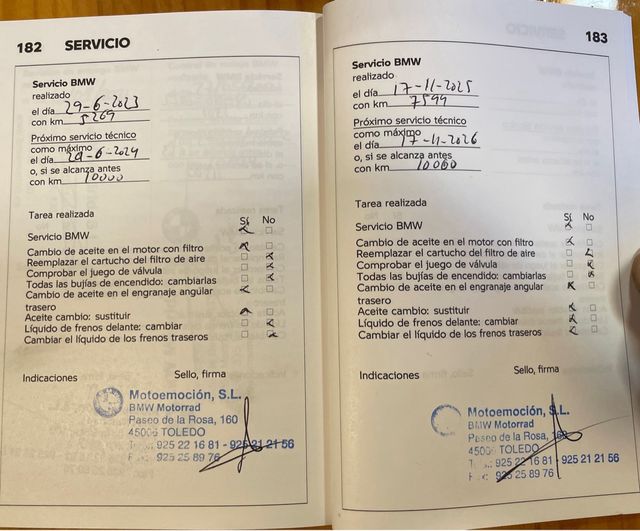 182 SERVICIO
Servicio BMW
realizado
el día 29-6-2023
con km 5269
Próximo servicio técnico
como máximo
el día 29-6-2024
o, si se alcanza antes
con km 10000
Tarea realizada
Sí No
Servicio BMW
Cambio de aceite en el motor con filtro
Reemplazar el cartucho del filtro de aire
Comprobar el juego de válvula
Todas las bujías de encendido: cambiarlas
Cambio de aceite en el engranaje angular
trasero
Aceite cambio: sustituir
Líquido de frenos delante: cambiar
Cambiar el líquido de los frenos traseros
Indicaciones Sello, firma
Motoemoción, S.L.
BMW Motorrad
Paseo de la Rosa, 160
45006 TOLEDO
925 22 16 81 - 925 21 21 56
925 25 89 76
183
Servicio BMW
realizado
el día 17-11-2025
con km 7599
Próximo servicio técnico
como máximo
el día 17-11-2026
o, si se alcanza antes
con km 10000
Tarea realizada
Sí No
Servicio BMW
Cambio de aceite en el motor con filtro
Reemplazar el cartucho del filtro de aire
Comprobar el juego de válvula
Todas las bujías de encendido: cambiarlas
Cambio de aceite en el engranaje angular
trasero
Aceite cambio: sustituir
Líquido de frenos delante: cambiar
Cambiar el líquido de los frenos traseros
Indicaciones Sello, firma
Motoemoción, S.L.
BMW Motorrad
Paseo de la Rosa, 160
TOLEDO
925 22 16 81 - 925 21 21 56
925 25 89 76